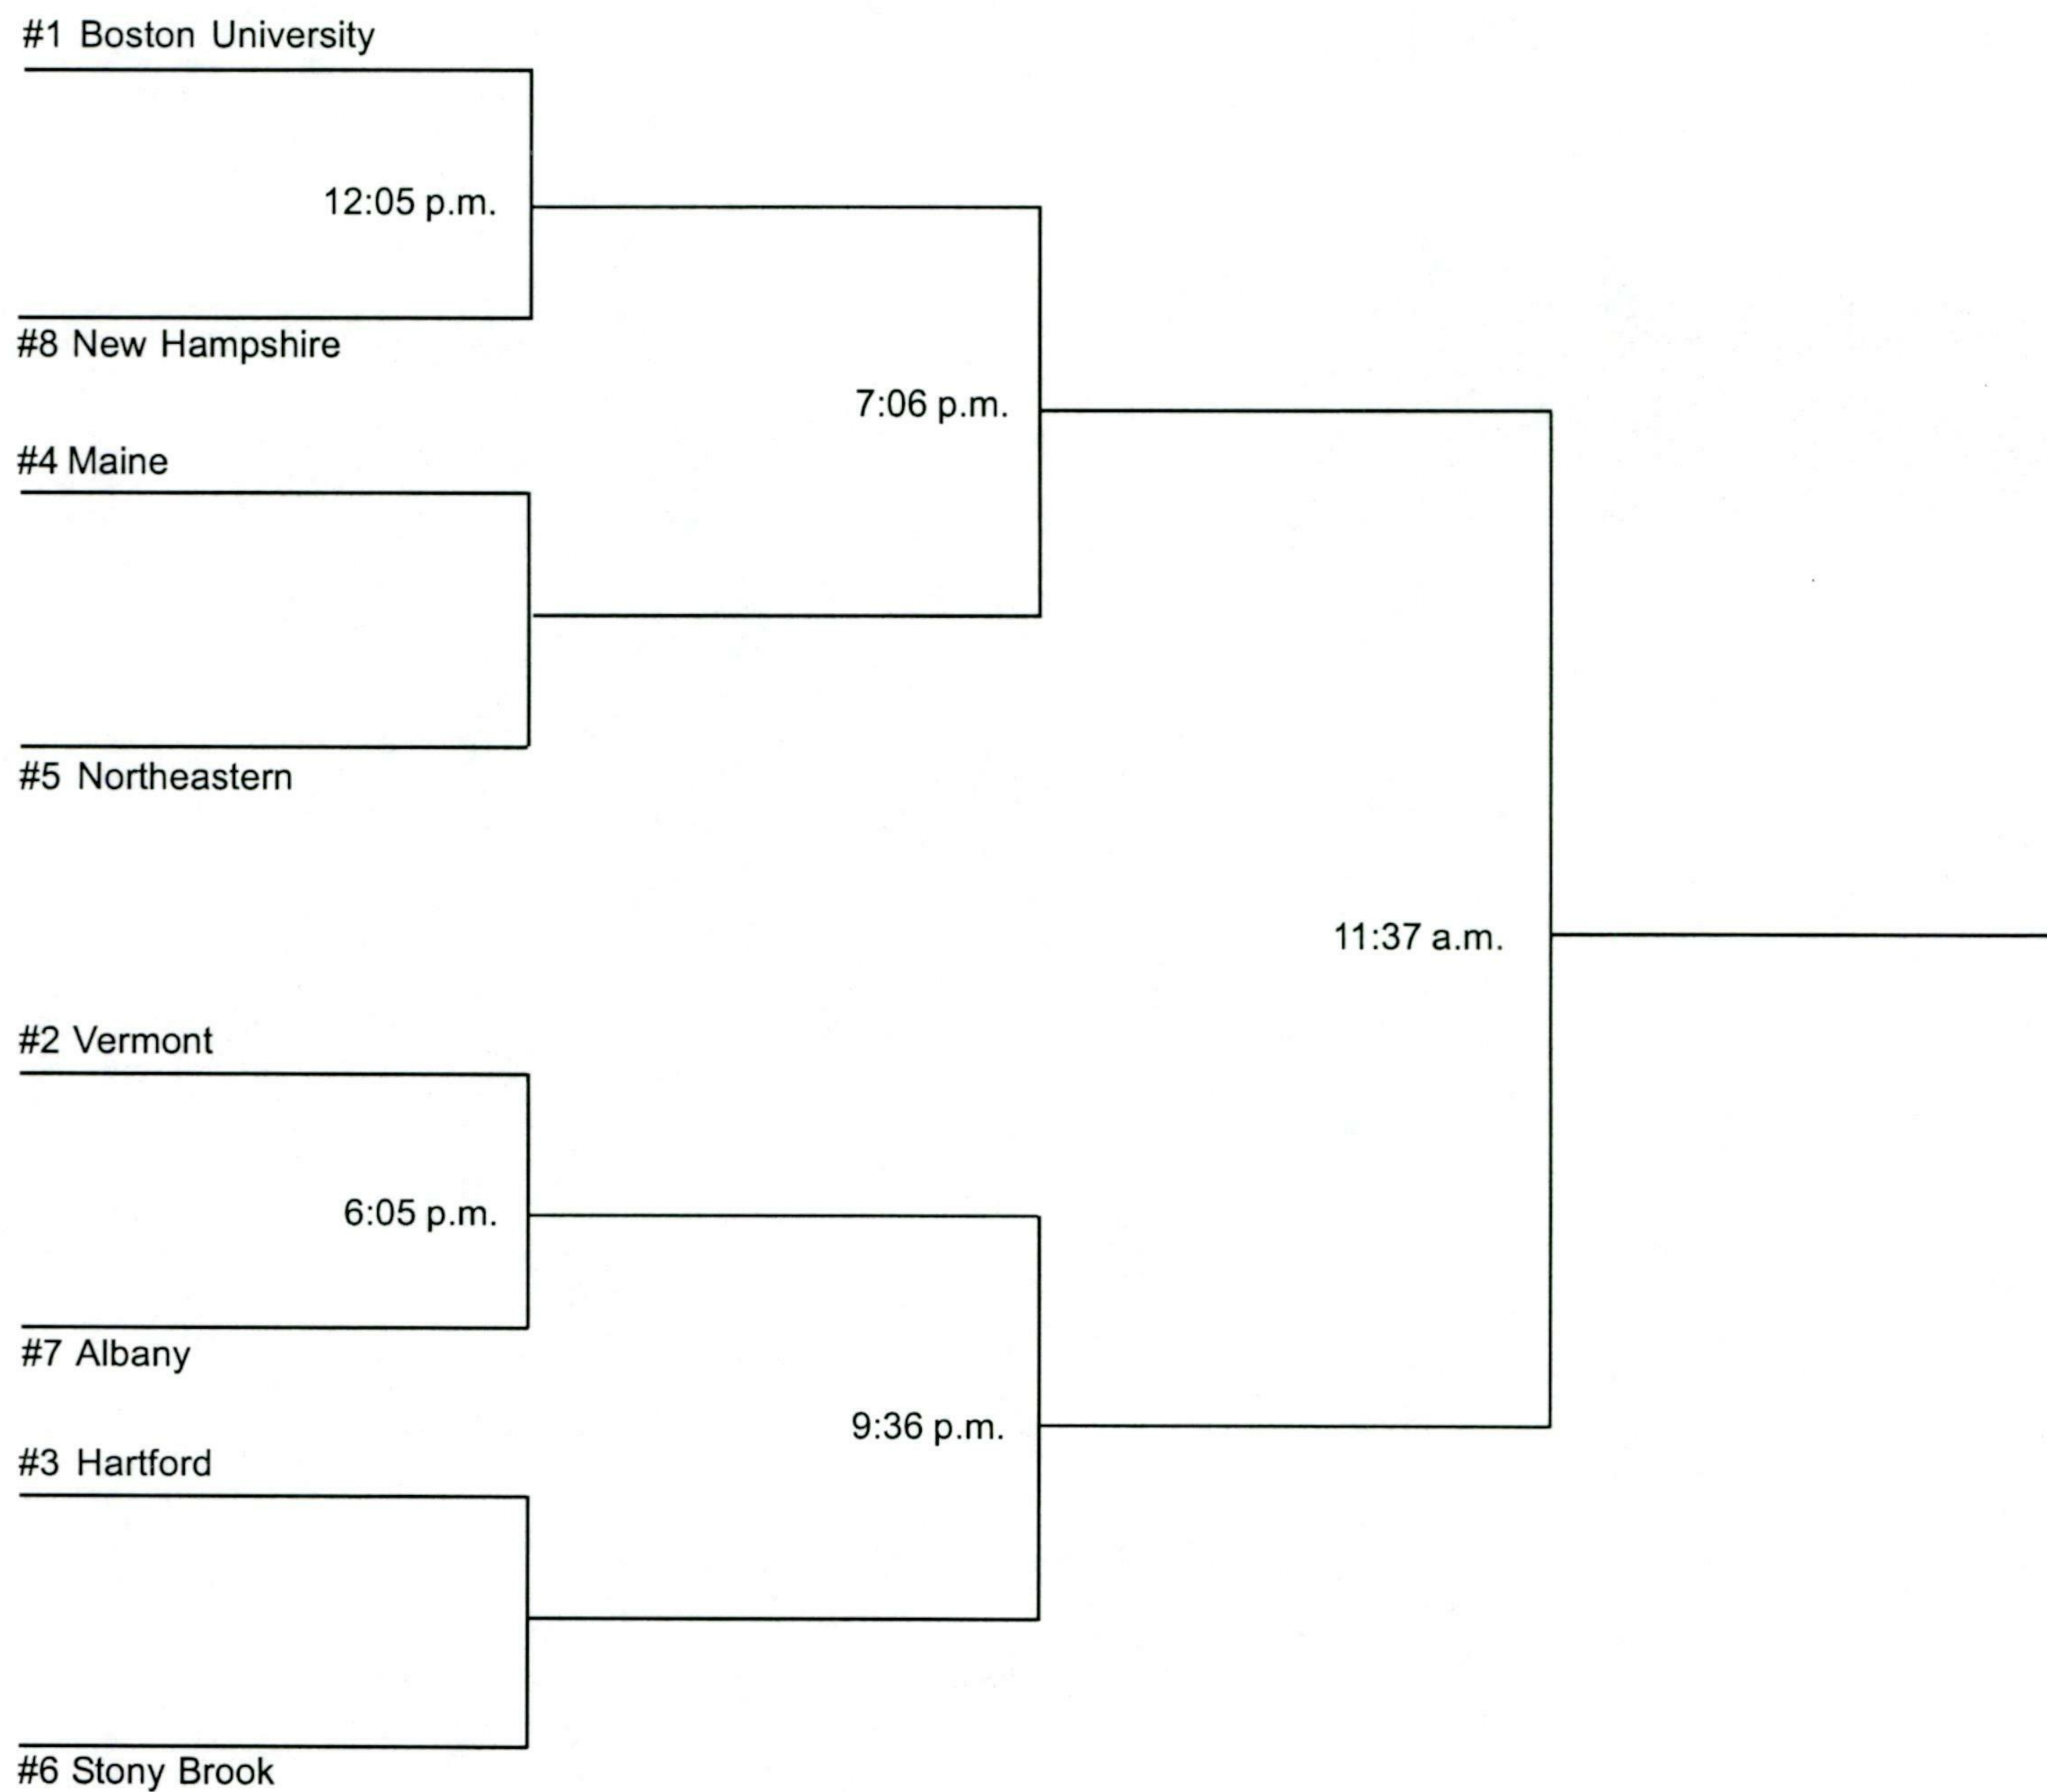 #1 Boston University
12:05 p.m.
#8 New Hampshire
7:06 p.m.
#4 Maine
#5 Northeastern
11:37 a.m.
#2 Vermont
6:05 p.m.
#7 Albany
9:36 p.m.
#3 Hartford
#6 Stony Brook